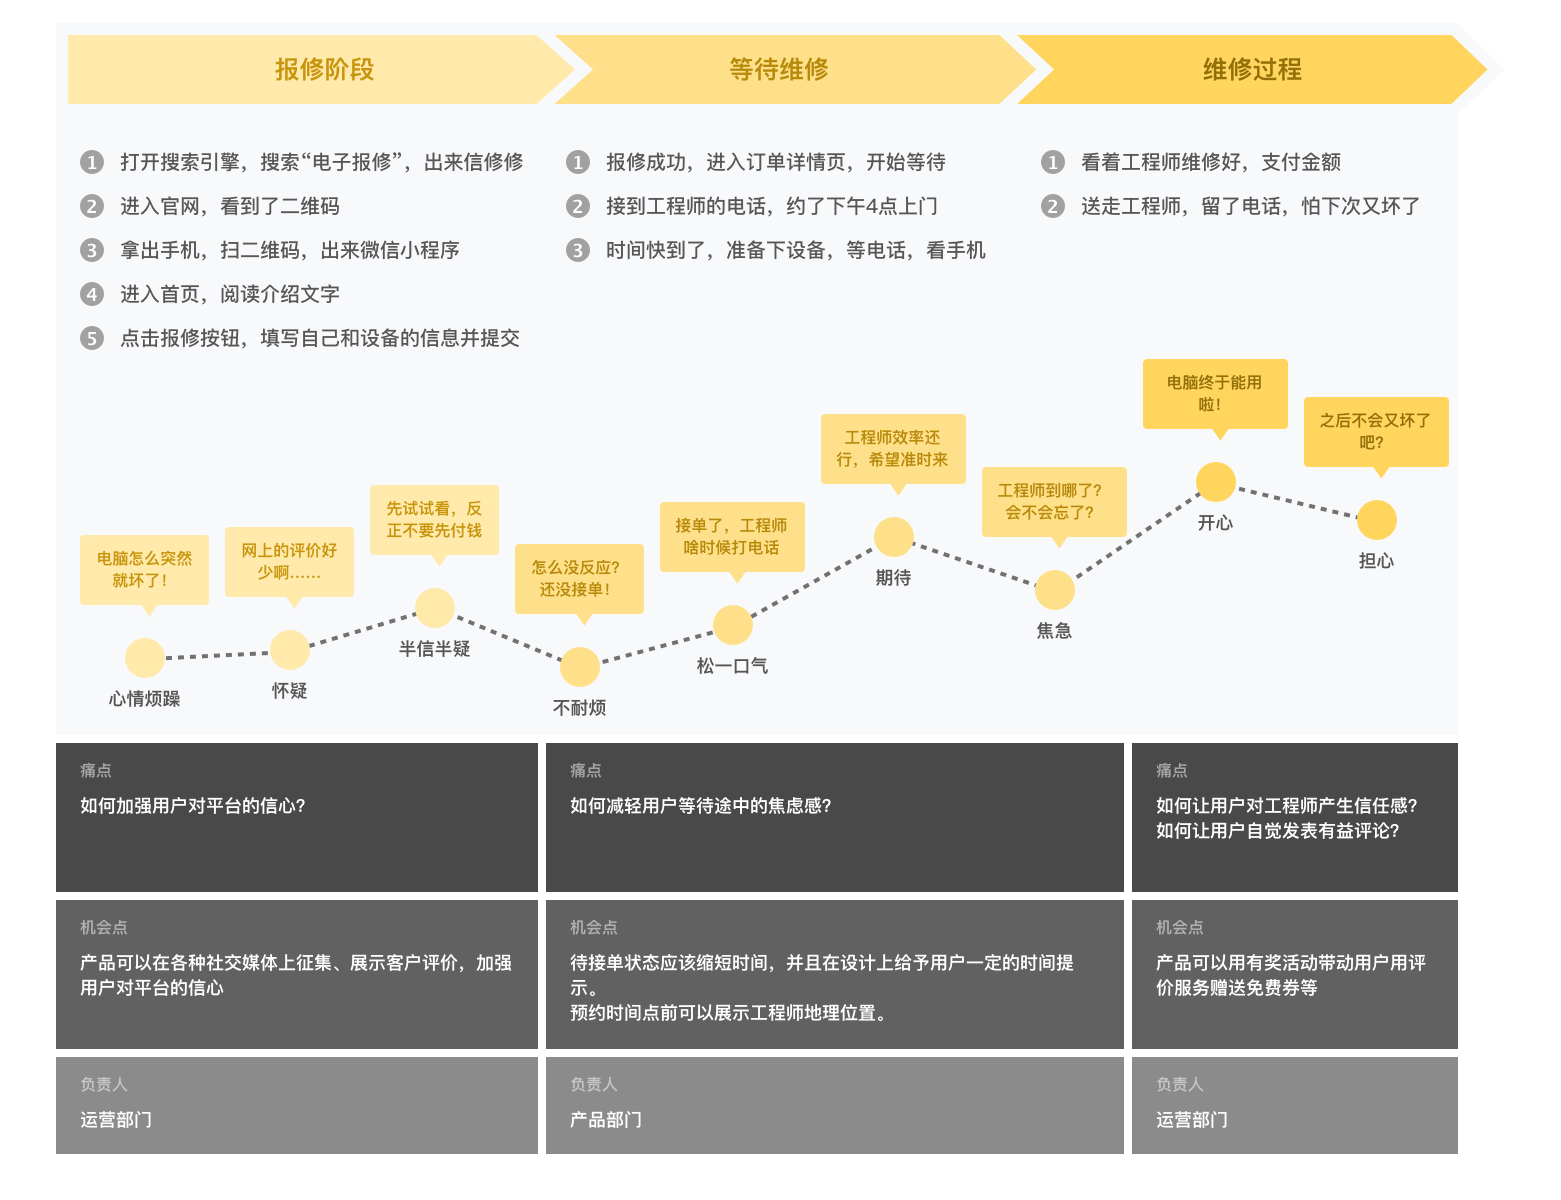 报修阶段
等待维修
维修过程
1 打开搜索引擎，搜索“电子报修”，出来信修修
2 进入官网，看到了二维码
3 拿出手机，扫二维码，出来微信小程序
4 进入首页，阅读介绍文字
5 点击报修按钮，填写自己和设备的信息并提交
1 报修成功，进入订单详情页，开始等待
2 接到工程师的电话，约了下午4点上门
3 时间快到了，准备下设备，等电话，看手机
1 看着工程师维修好，支付金额
2 送走工程师，留了电话，怕下次又坏了
电脑怎么突然
就坏了！
心情烦躁
网上的评价好
少啊……
怀疑
先试试看，反
正不要先付钱
半信半疑
怎么没反应？
还没接单！
不耐烦
接单了，工程师
啥时候打电话
松一口气
工程师效率还
行，希望准时来
期待
工程师到哪了？
会不会忘了？
焦急
电脑终于能用
啦！
开心
之后不会又坏了
吧？
担心
痛点
如何加强用户对平台的信心？
痛点
如何减轻用户等待途中的焦虑感？
痛点
如何让用户对工程师产生信任感？
如何让用户自觉发表有益评论？
机会点
产品可以在各种社交媒体上征集、展示客户评价，加强
用户对平台的信心
机会点
待接单状态应该缩短时间，并且在设计上给予用户一定的时间提
示。
预约时间点前可以展示工程师地理位置。
机会点
产品可以用有奖活动带动用户用评
价服务赠送免费券等
负责人
运营部门
负责人
产品部门
负责人
运营部门